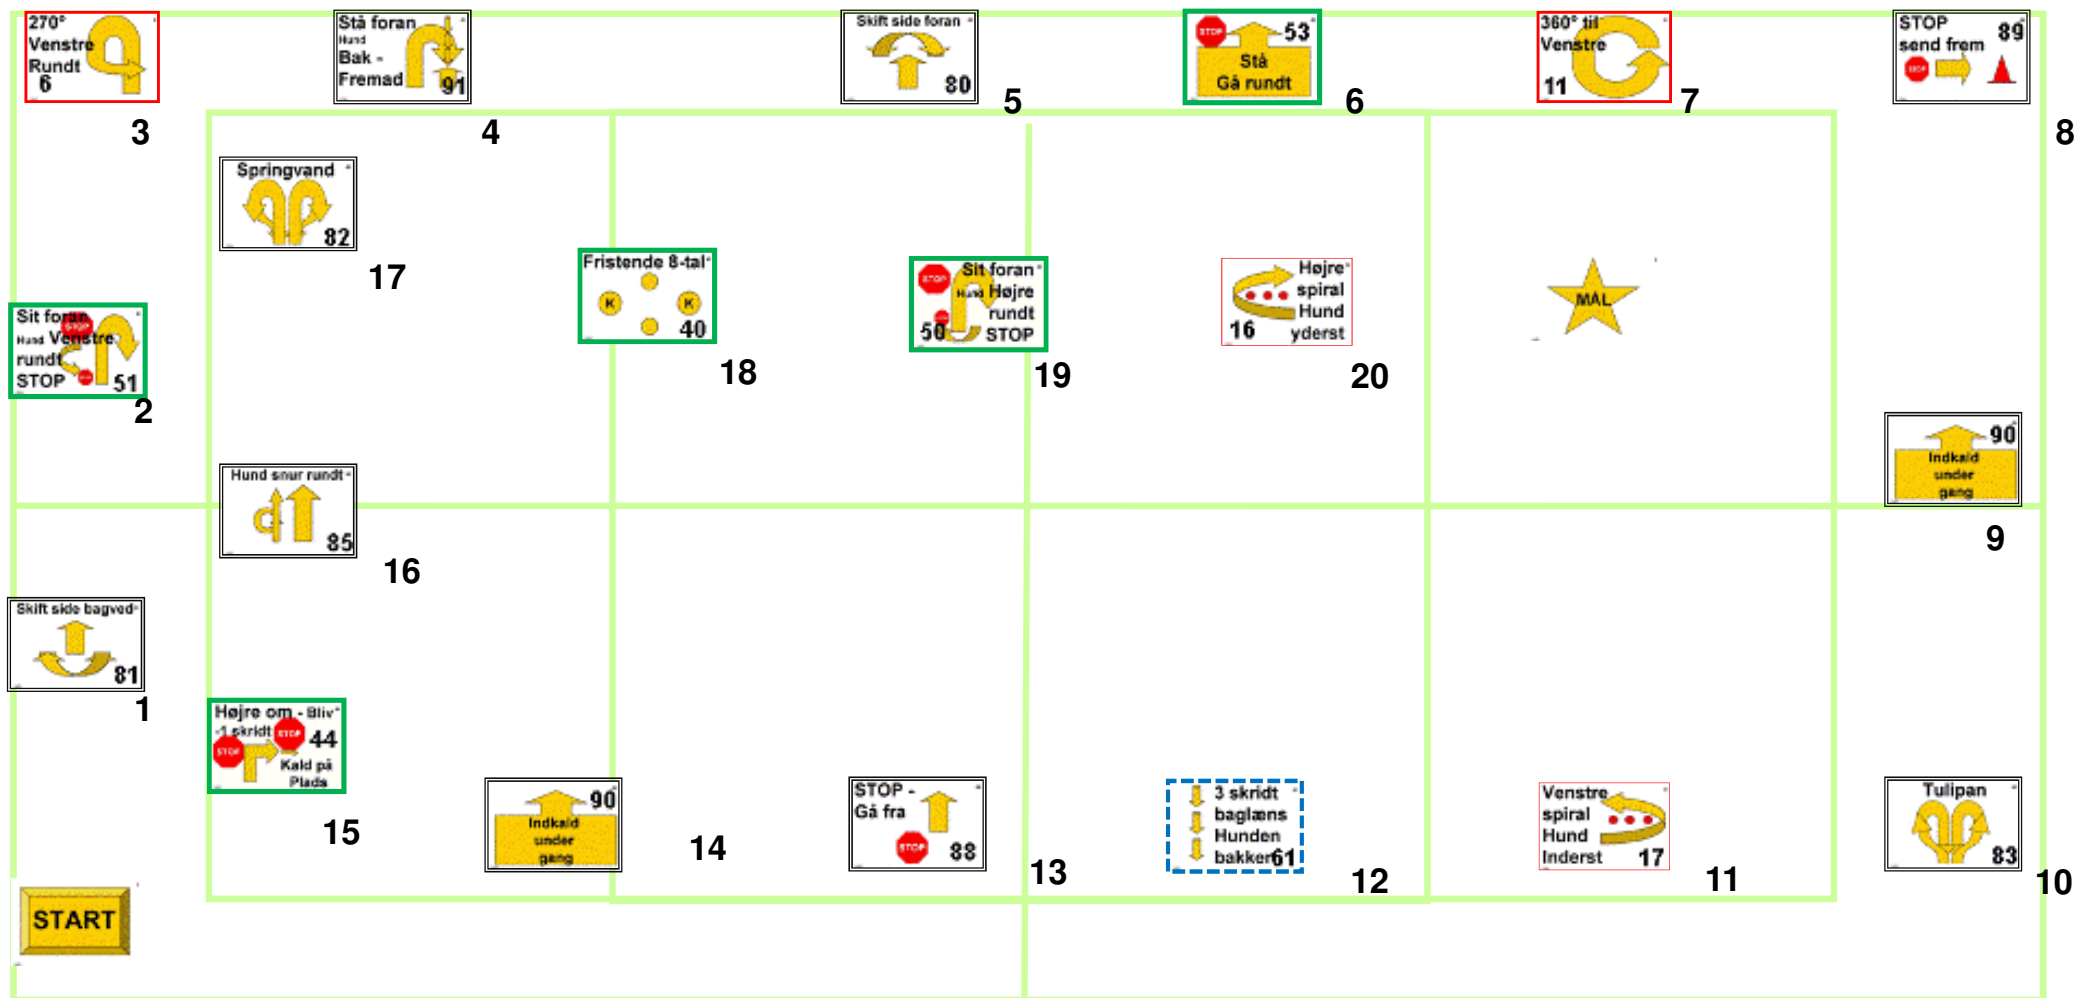 270°
Venstre
Rundt
6
3
Stå foran
Hund
Bak -
Fremad
91
4
Skift side foran
80
5
STOP
53
Stå
Gå rundt
6
360° til
Venstre
11
7
STOP
89
send frem
STOP
8
Springvand
82
17
Sit foran
STOP
Hund Venstre
rundt
STOP
51
2
Fristende 8-tal
K
K
40
18
STOP
Sit foran
Hund Højre
rundt
50
STOP
19
Højre
spiral
Hund
16
yderst
20
MÅL
90
Indkald
under
gang
9
Hund snur rundt
85
16
Skift side bagved
81
1
Højre om - Bliv
-1 skridt
STOP
44
STOP
Kald på
Plads
15
90
Indkald
under
gang
14
STOP -
Gå fra
STOP
88
13
3 skridt
baglæns
Hunden
bakker
61
12
Venstre
spiral
Hund
Inderst
17
11
Tulipan
83
10
START